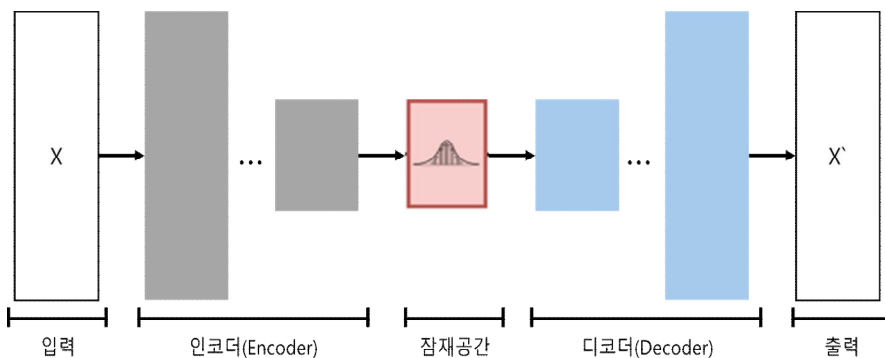 X
...
...
X`
입력
인코더(Encoder)
잠재공간
디코더(Decoder)
출력